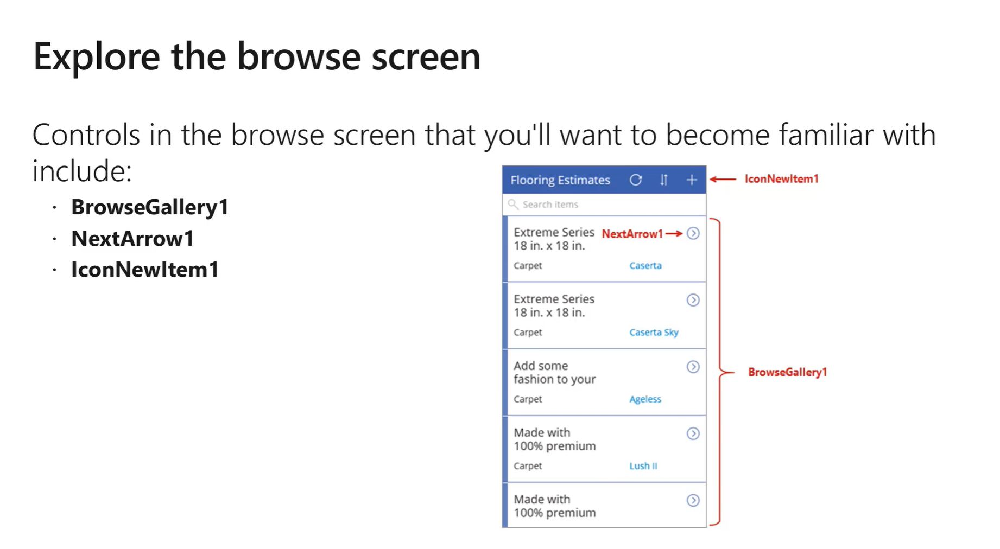 Explore the browse screen
Controls in the browse screen that you'll want to become familiar with
include:
· BrowseGallery1
· NextArrow1
· IconNewItem1
Flooring Estimates
IconNewItem1
Search items
Extreme Series
NextArrow1
18 in. x 18 in.
Carpet Caserta
Extreme Series
18 in. x 18 in.
Carpet Caserta Sky
Add some
fashion to your
BrowseGallery1
Carpet Ageless
Made with
100% premium
Carpet Lush II
Made with
100% premium